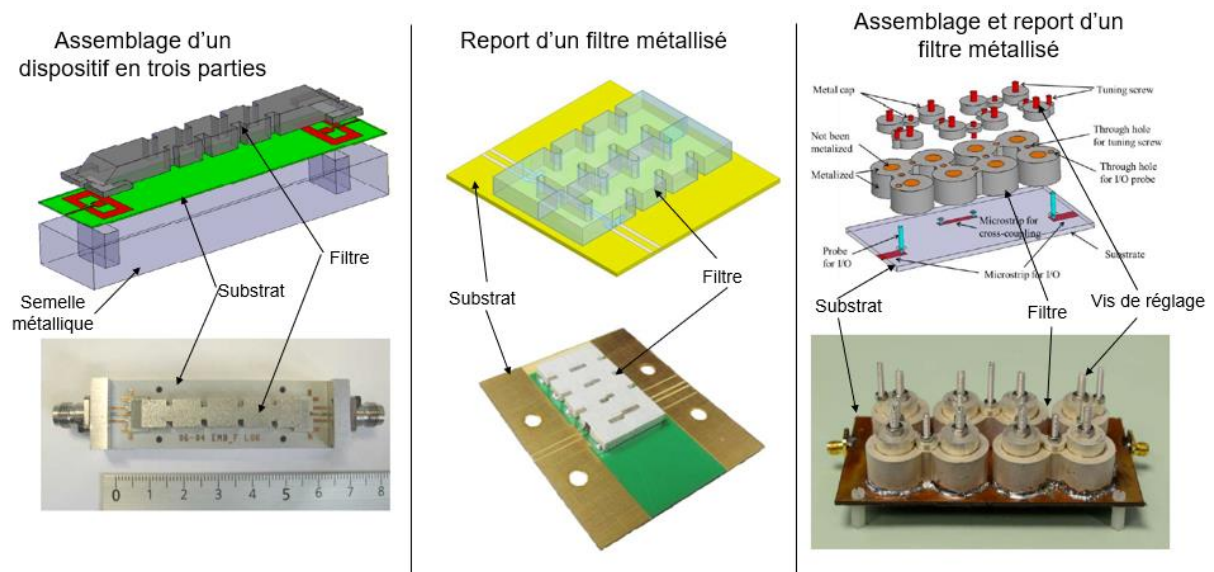 Assemblage d'un
dispositif en trois parties
Filtre
Semelle
métallique
Substrat
0 1 2 3 4 5 6 7 8
Report d'un filtre métallisé
Substrat
Filtre
Assemblage et report d'un
filtre métallisé
Metal cap
Tuning screw
Not been
metalized
Metalized
Through hole
for tuning screw
Through hole
for I/O probe
Microstrip for
cross-coupling
Probe
for I/O
Microstrip for I/O
Substrate
Substrat
Filtre
Vis de réglage